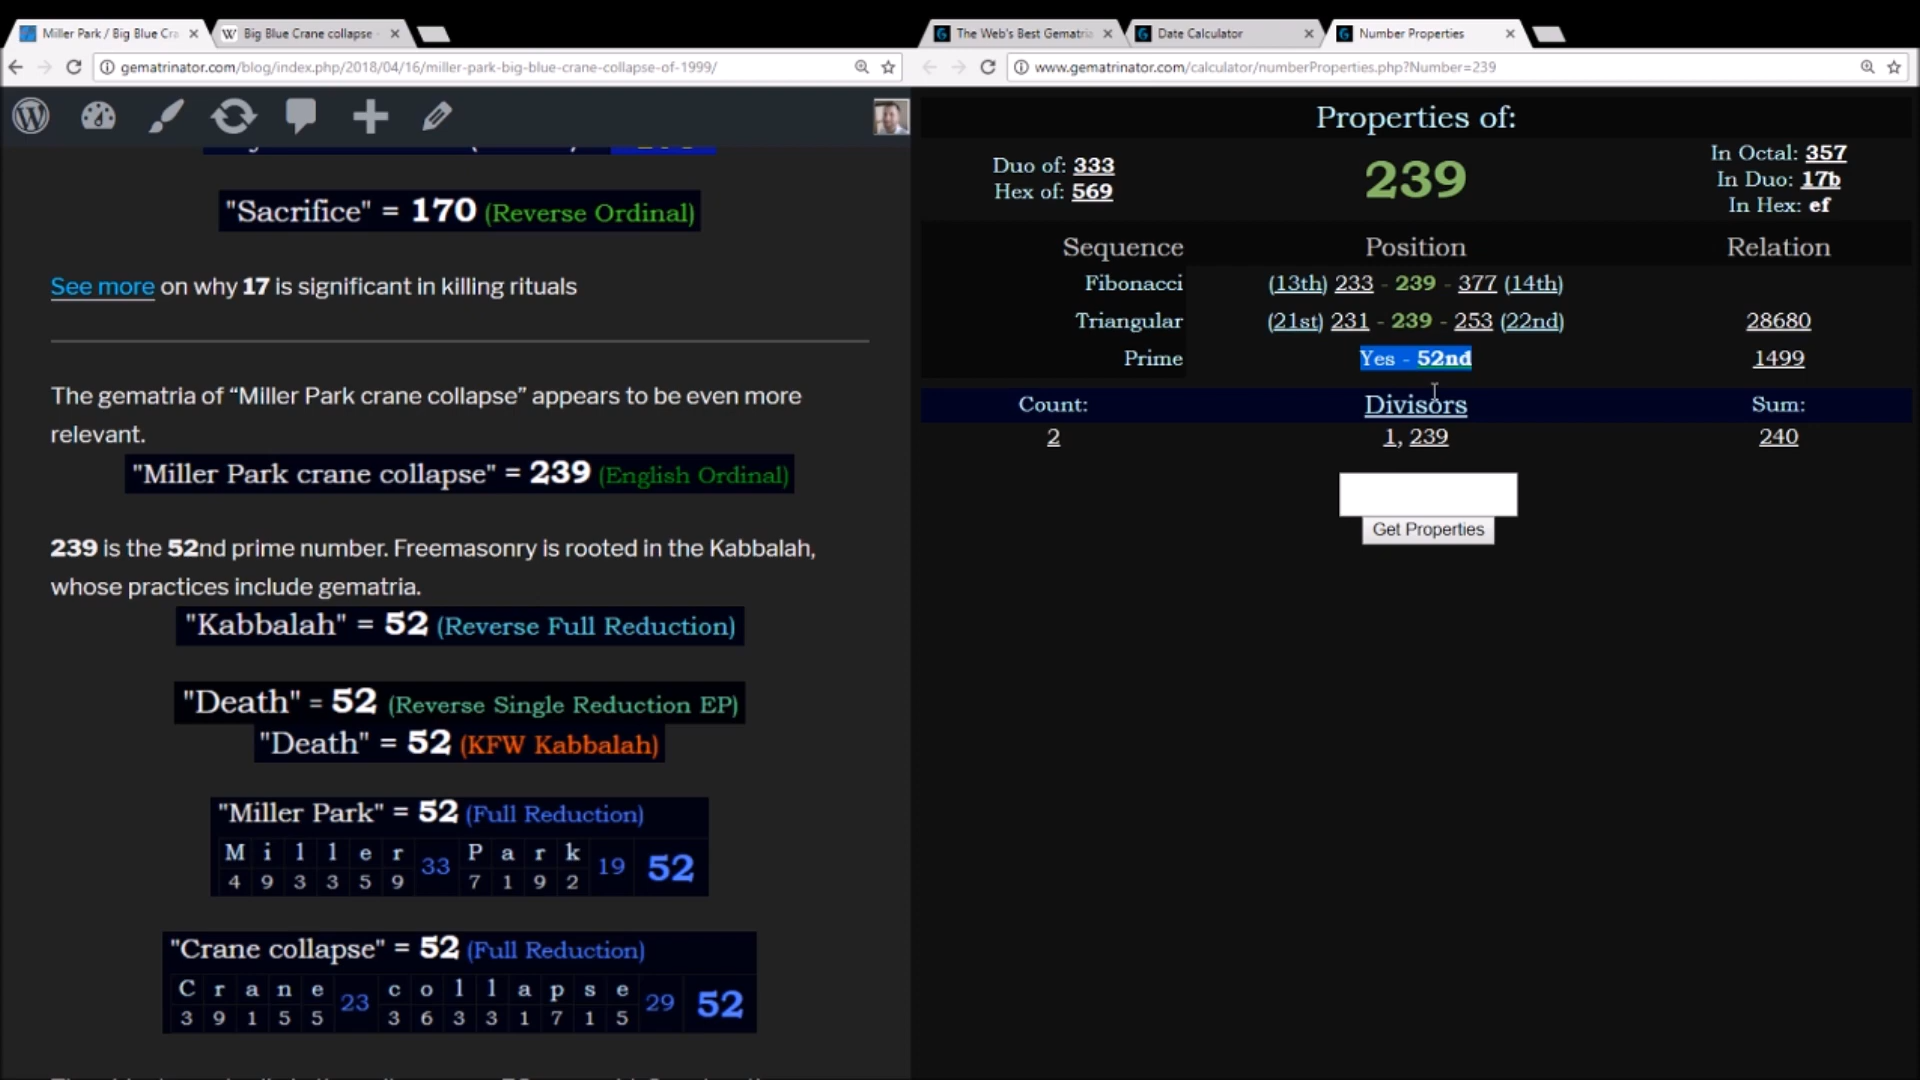 Miller Park / Big Blue Cra
Big Blue Crane collapse -
gematrinator.com/blog/index.php/2018/04/16/miller-park-big-blue-crane-collapse-of-1999/
"Sacrifice" = 170 (Reverse Ordinal)
See more on why 17 is significant in killing rituals
The gematria of “Miller Park crane collapse” appears to be even more
relevant.
"Miller Park crane collapse" = 239 (English Ordinal)
239 is the 52nd prime number. Freemasonry is rooted in the Kabbalah,
whose practices include gematria.
"Kabbalah" = 52 (Reverse Full Reduction)
"Death" = 52 (Reverse Single Reduction EP)
"Death" = 52 (KFW Kabbalah)
"Miller Park" = 52 (Full Reduction)
M i l l e r 33 P a r k 19 52
4 9 3 3 5 9 7 1 9 2
"Crane collapse" = 52 (Full Reduction)
C r a n e 23 c o l l a p s e 29 52
3 9 1 5 5 3 6 3 3 1 7 1 5
The Web's Best Gematria
Date Calculator
Number Properties
www.gematrinator.com/calculator/numberProperties.php?Number=239
Properties of:
Duo of: 333
Hex of: 569
239
In Octal: 357
In Duo: 17b
In Hex: ef
Sequence Position Relation
Fibonacci (13th) 233 - 239 - 377 (14th)
Triangular (21st) 231 - 239 - 253 (22nd) 28680
Prime Yes - 52nd 1499
Count: Divisors Sum:
2 1, 239 240
Get Properties